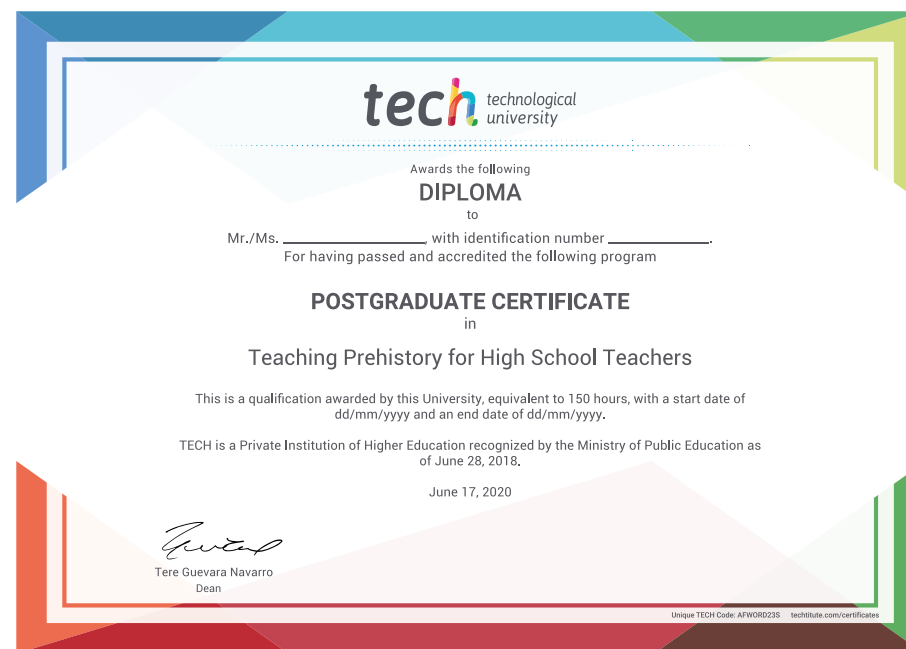 tech technological
university
Awards the following
DIPLOMA
to
Mr./Ms. ____________, with identification number ____________.
For having passed and accredited the following program
POSTGRADUATE CERTIFICATE
in
Teaching Prehistory for High School Teachers
This is a qualification awarded by this University, equivalent to 150 hours, with a start date of
dd/mm/yyyy and an end date of dd/mm/yyyy.
TECH is a Private Institution of Higher Education recognized by the Ministry of Public Education as
of June 28, 2018.
June 17, 2020
Tere Guevara Navarro
Dean
Unique TECH Code: AFWORD23S techtitute.com/certificates